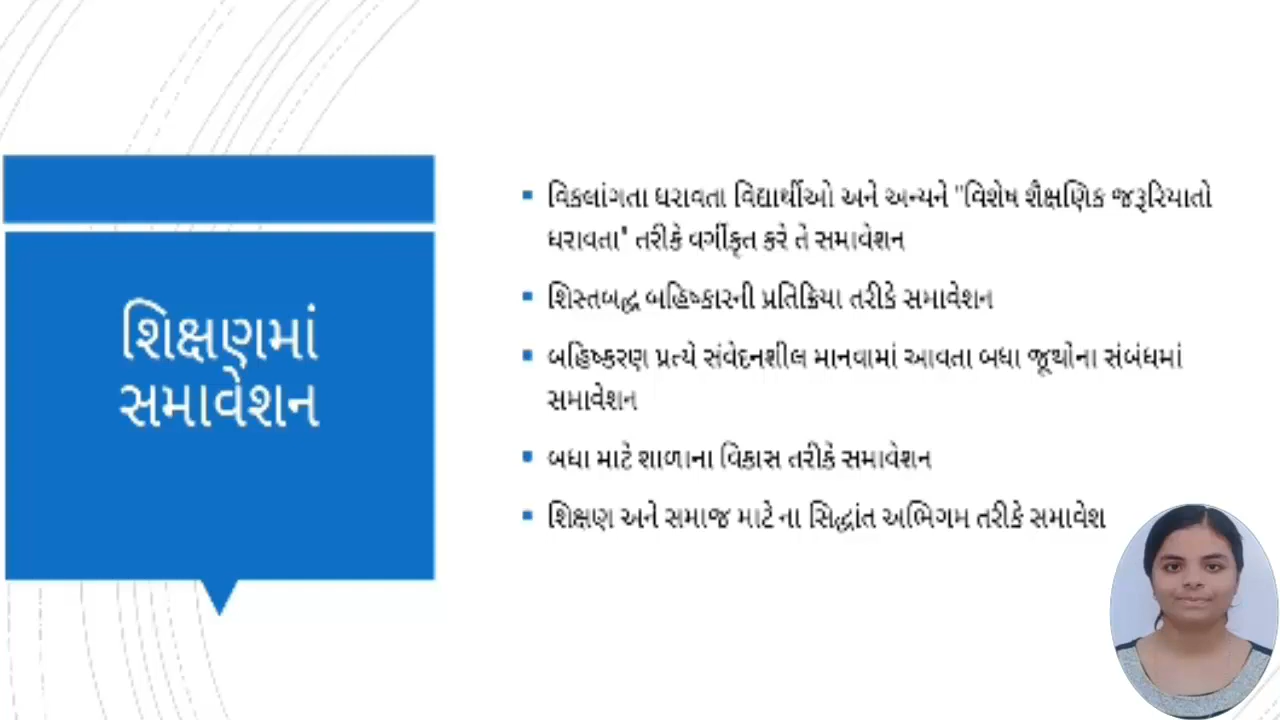 શિક્ષણમાં
સમાવેશન
વિકલાંગતા ધરાવતા વિદ્યાર્થીઓ અને અન્યને "વિશેષ શૈક્ષણિક જરૂરિયાતો
ધરાવતા' તરીકે વર્ગીકૃત કરે તે સમાવેશન
શિસ્તબદ્ધ બહિષ્કારની પ્રતિક્રિયા તરીકે સમાવેશન
બહિષ્કરણ પ્રત્યે સંવેદનશીલ માનવામાં આવતા બધા જૂથોના સંબંધમાં
સમાવેશન
બધા માટે શાળાના વિકાસ તરીકે સમાવેશન
શિક્ષણ અને સમાજ માટે ના સિદ્ધાંત અભિગમ તરીકે સમાવેશ